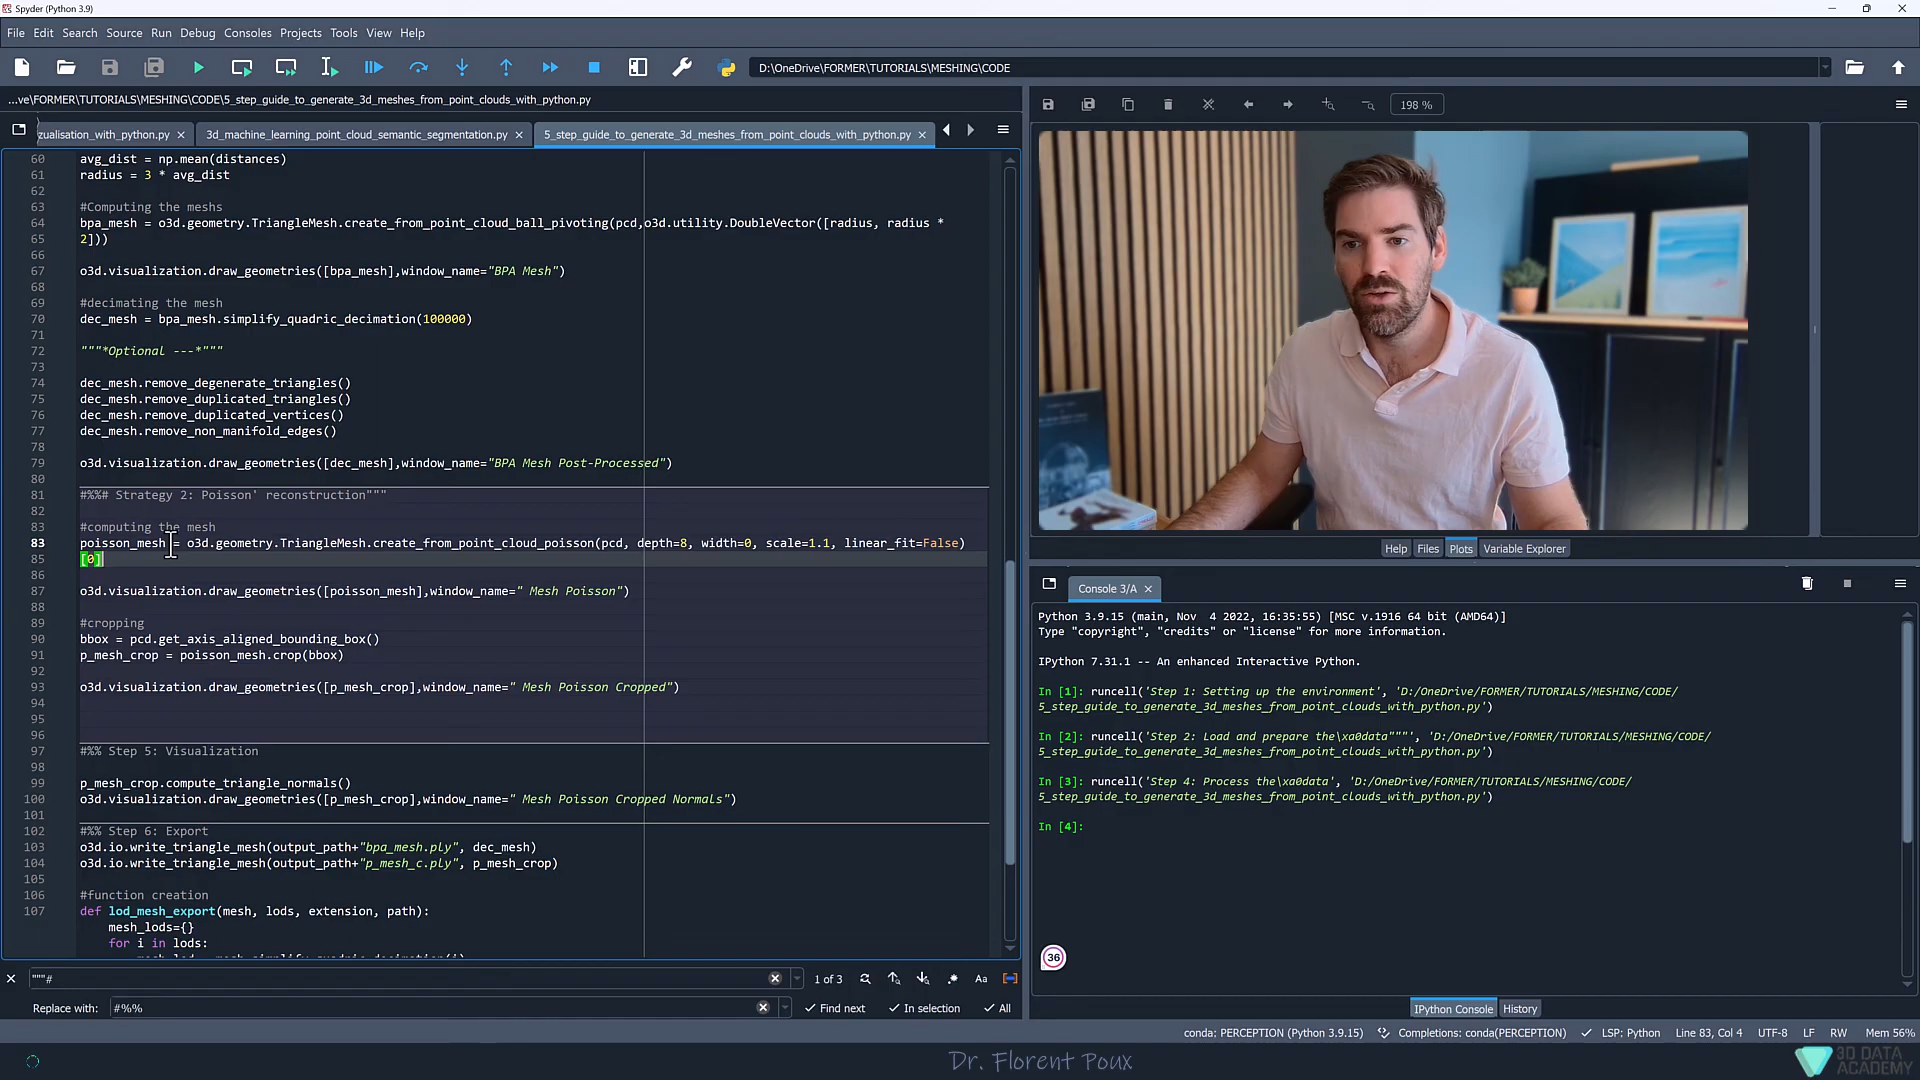 Spyder (Python 3.9)
File Edit Search Source Run Debug Consoles Projects Tools View Help
D:\OneDrive\FORMER\TUTORIALS\MESHING\CODE
...ve\FORMER\TUTORIALS\MESHING\CODE\5_step_guide_to_generate_3d_meshes_from_point_clouds_with_python.py
zualisation_with_python.py 3d_machine_learning_point_cloud_semantic_segmentation.py 5_step_guide_to_generate_3d_meshes_from_point_clouds_with_python.py
60 avg_dist = np.mean(distances)
61 radius = 3 * avg_dist
62
63 #Computing the meshs
64 bpa_mesh = o3d.geometry.TriangleMesh.create_from_point_cloud_ball_pivoting(pcd,o3d.utility.DoubleVector([radius, radius *
65 2]))
66
67 o3d.visualization.draw_geometries([bpa_mesh],window_name="BPA Mesh")
68
69 #decimating the mesh
70 dec_mesh = bpa_mesh.simplify_quadric_decimation(100000)
71
72 """*Optional ---*"""
73
74 dec_mesh.remove_degenerate_triangles()
75 dec_mesh.remove_duplicated_triangles()
76 dec_mesh.remove_duplicated_vertices()
77 dec_mesh.remove_non_manifold_edges()
78
79 o3d.visualization.draw_geometries([dec_mesh],window_name="BPA Mesh Post-Processed")
80
81 #%%# Strategy 2: Poisson' reconstruction"""
82
83 #computing the mesh
83 poisson_mesh = o3d.geometry.TriangleMesh.create_from_point_cloud_poisson(pcd, depth=8, width=0, scale=1.1, linear_fit=False)
85 [0]
86
87 o3d.visualization.draw_geometries([poisson_mesh],window_name=" Mesh Poisson")
88
89 #cropping
90 bbox = pcd.get_axis_aligned_bounding_box()
91 p_mesh_crop = poisson_mesh.crop(bbox)
92
93 o3d.visualization.draw_geometries([p_mesh_crop],window_name=" Mesh Poisson Cropped")
94
95
96
97 #%% Step 5: Visualization
98
99 p_mesh_crop.compute_triangle_normals()
100 o3d.visualization.draw_geometries([p_mesh_crop],window_name=" Mesh Poisson Cropped Normals")
101
102 #%% Step 6: Export
103 o3d.io.write_triangle_mesh(output_path+"bpa_mesh.ply", dec_mesh)
104 o3d.io.write_triangle_mesh(output_path+"p_mesh_c.ply", p_mesh_crop)
105
106 #function creation
107 def lod_mesh_export(mesh, lods, extension, path):
mesh_lods={}
for i in lods:
"""# 1 of 3 Aa
Replace with: #%% Find next In selection All
198 %
Help Files Plots Variable Explorer
Console 3/A
Python 3.9.15 (main, Nov 4 2022, 16:35:55) [MSC v.1916 64 bit (AMD64)]
Type "copyright", "credits" or "license" for more information.
IPython 7.31.1 -- An enhanced Interactive Python.
In [1]: runcell('Step 1: Setting up the environment', 'D:/OneDrive/FORMER/TUTORIALS/MESHING/CODE/
5_step_guide_to_generate_3d_meshes_from_point_clouds_with_python.py')
In [2]: runcell('Step 2: Load and prepare the\xa0data"""', 'D:/OneDrive/FORMER/TUTORIALS/MESHING/CODE/
5_step_guide_to_generate_3d_meshes_from_point_clouds_with_python.py')
In [3]: runcell('Step 4: Process the\xa0data', 'D:/OneDrive/FORMER/TUTORIALS/MESHING/CODE/
5_step_guide_to_generate_3d_meshes_from_point_clouds_with_python.py')
In [4]:
36
IPython Console History
conda: PERCEPTION (Python 3.9.15) Completions: conda(PERCEPTION) LSP: Python Line 83, Col 4 UTF-8 LF RW Mem 56%
Dr. Florent Poux
3D DATA
ACADEMY